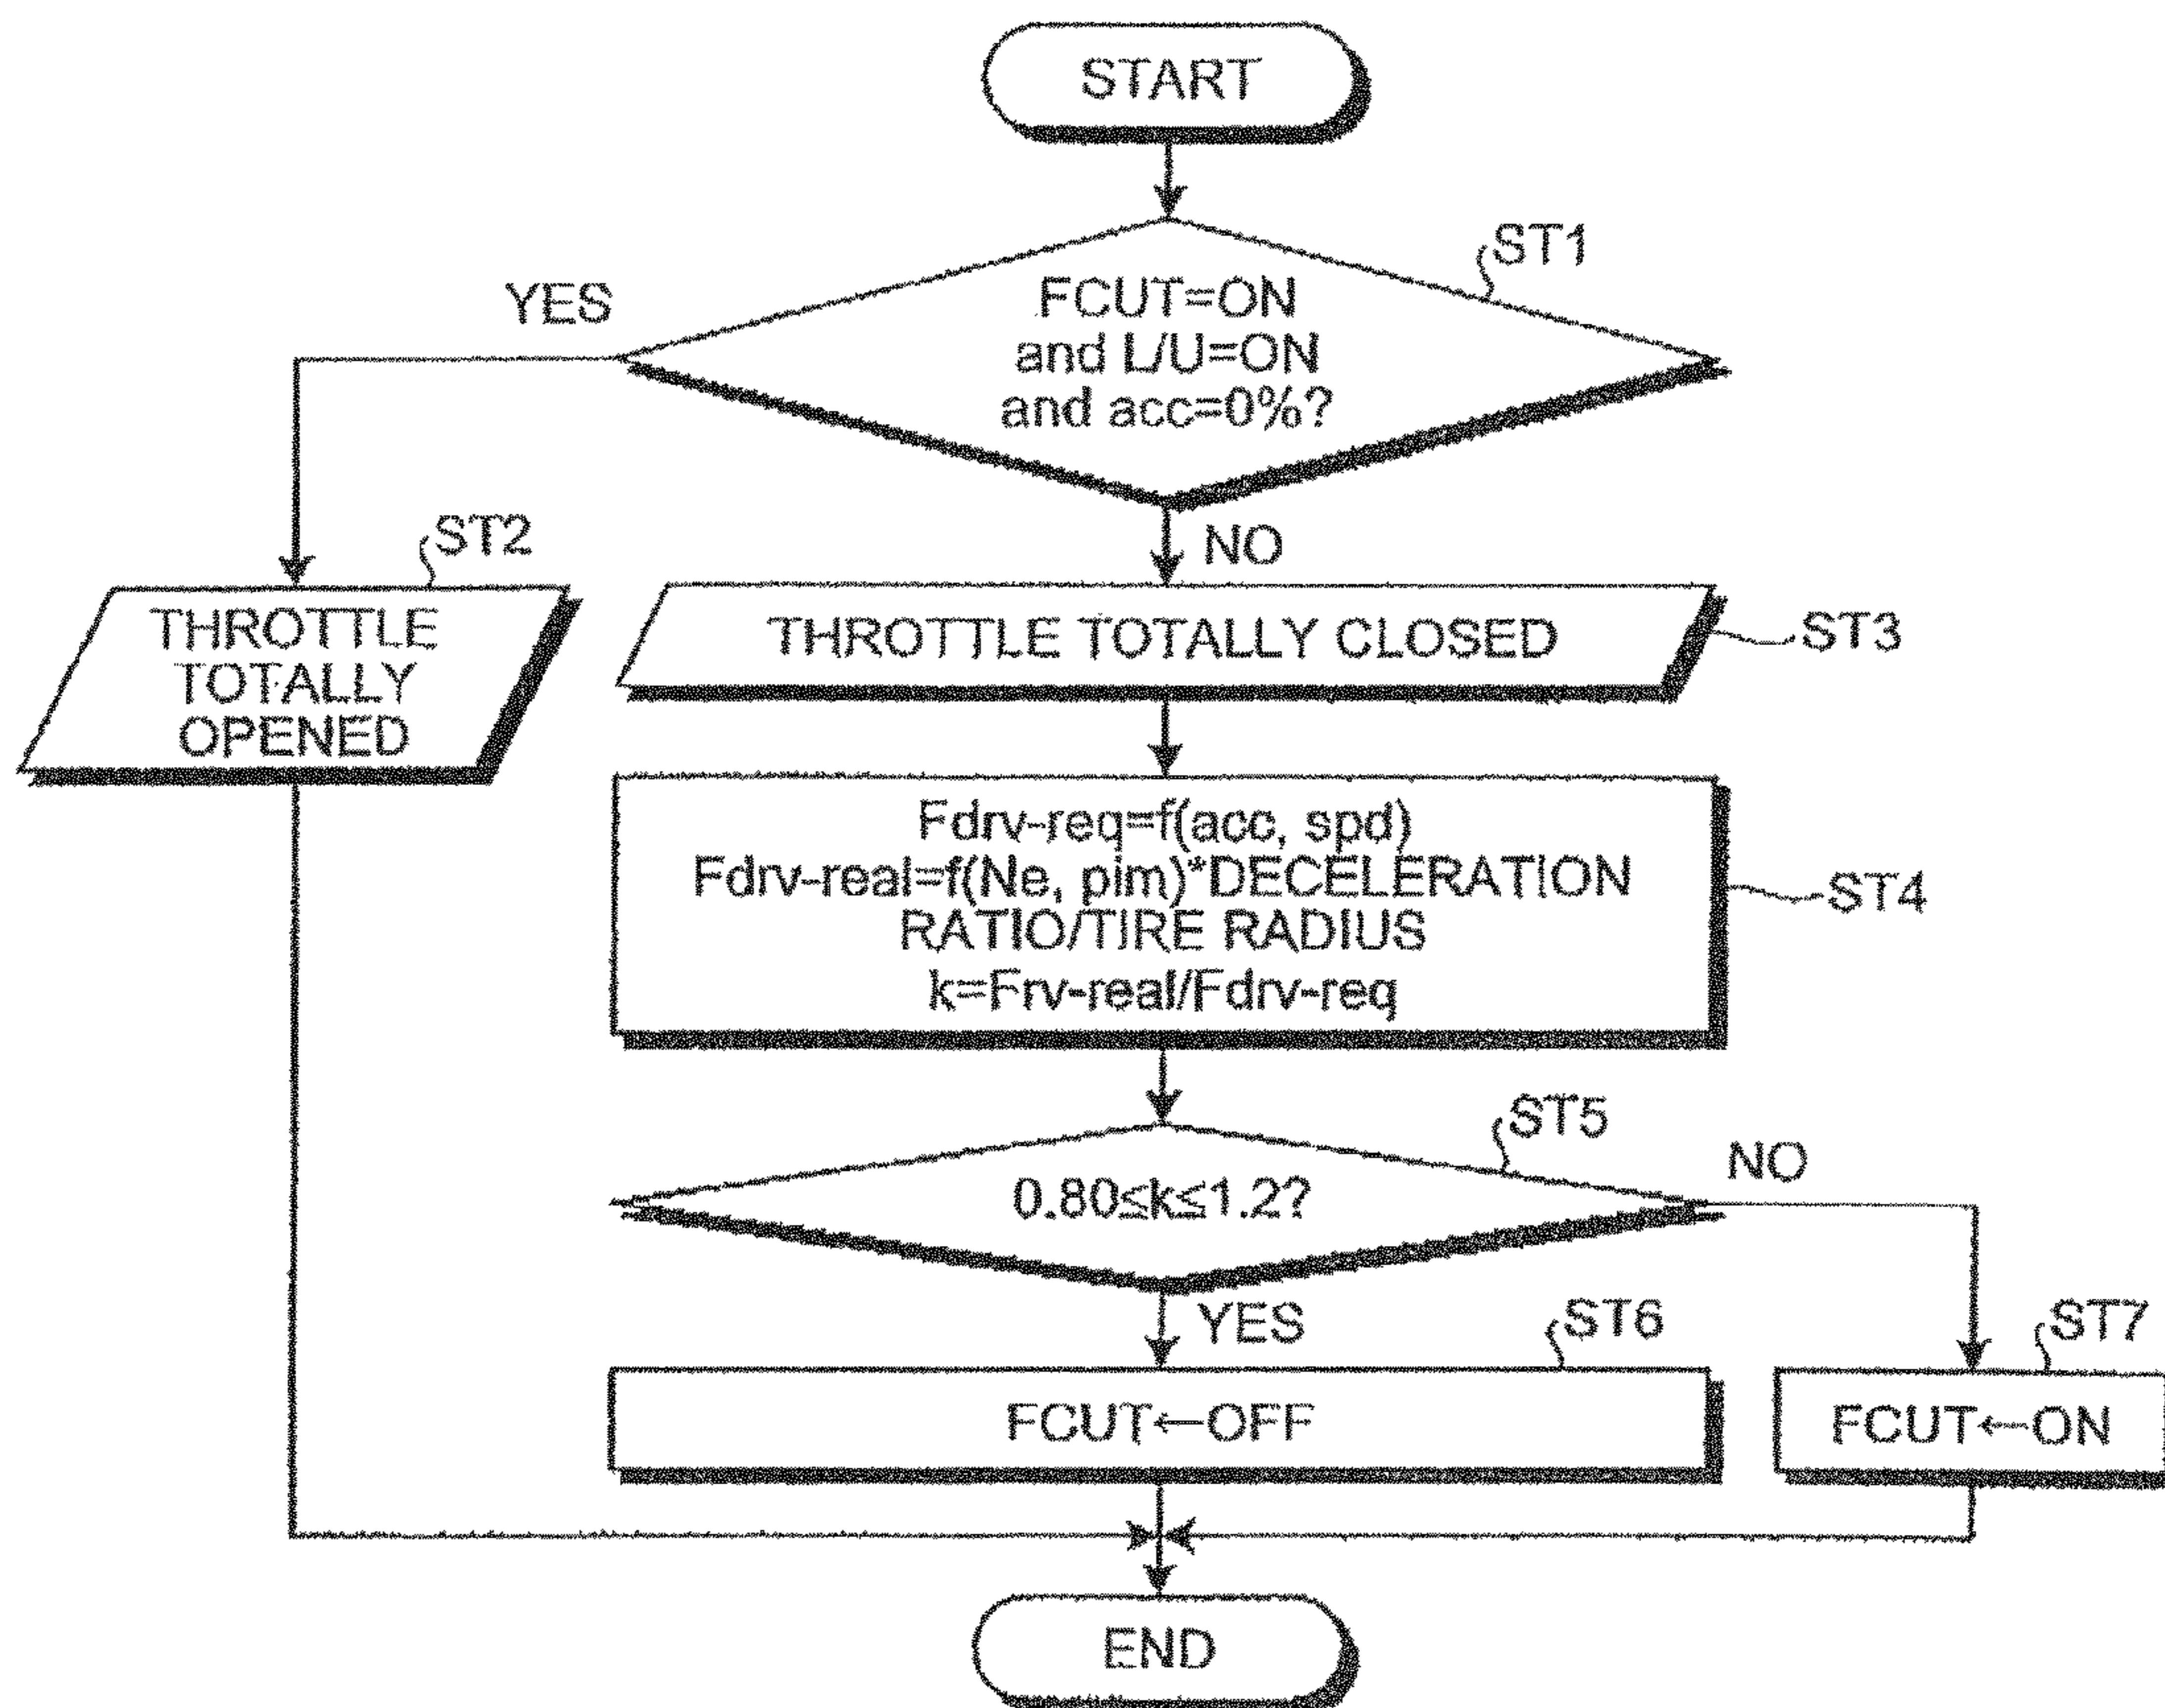 START
ST1
YES
FCUT=ON
and L/U=ON
and acc=0%?
NO
ST2
THROTTLE
TOTALLY
OPENED
THROTTLE TOTALLY CLOSED
ST3
Fdrv-req=f(acc, spd)
Fdrv-real=f(Ne, pim)*DECELERATION
RATIO/TIRE RADIUS
k=Frv-real/Fdrv-req
ST4
ST5
NO
0.80≤k≤1.2?
YES
ST6
ST7
FCUT←OFF
FCUT←ON
END